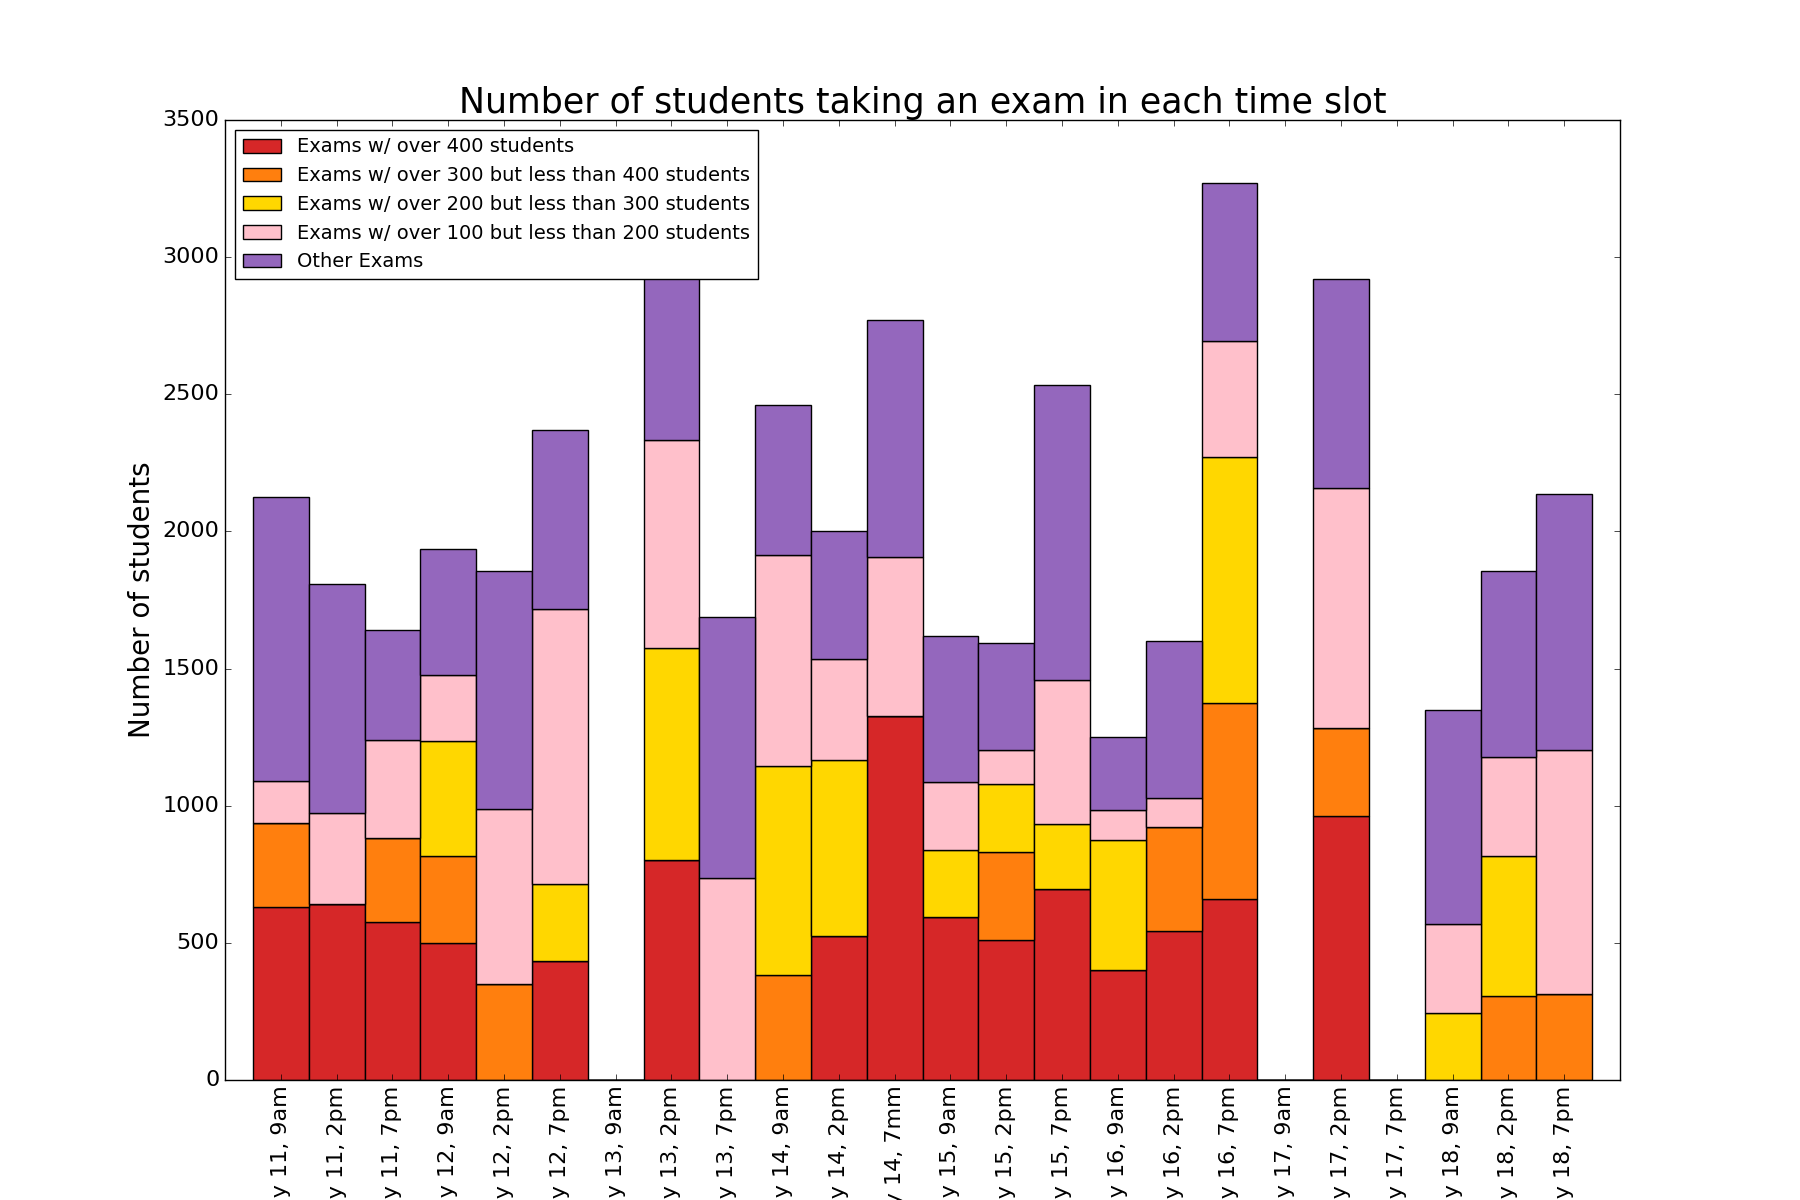 Number of students taking an exam in each time slot
Exams w/ over 400 students
Exams w/ over 300 but less than 400 students
Exams w/ over 200 but less than 300 students
Exams w/ over 100 but less than 200 students
Other Exams
Number of students
3500
3000
2500
2000
1500
1000
500
0
y 11, 9am
y 11, 2pm
y 11, 7pm
y 12, 9am
y 12, 2pm
y 12, 7pm
y 13, 9am
y 13, 2pm
y 13, 7pm
y 14, 9am
y 14, 2pm
y 14, 7mm
y 15, 9am
y 15, 2pm
y 15, 7pm
y 16, 9am
y 16, 2pm
y 16, 7pm
y 17, 9am
y 17, 2pm
y 17, 7pm
y 18, 9am
y 18, 2pm
y 18, 7pm